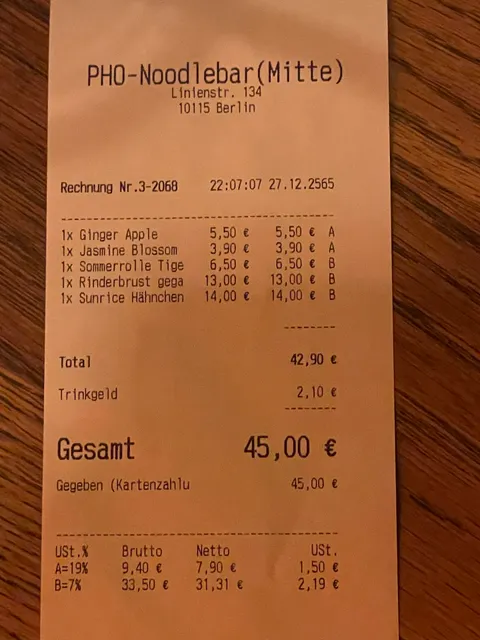 PHO-Noodlebar(Mitte)
Linienstr. 134
10115 Berlin
Rechnung Nr.3-2068 22:07:07 27.12.2565
1x Ginger Apple 5,50 € 5,50 € A
1x Jasmine Blossom 3,90 € 3,90 € A
1x Sommerrolle Tige 6,50 € 6,50 € B
1x Rinderbrust gega 13,00 € 13,00 € B
1x Sunrice Hähnchen 14,00 € 14,00 € B
Total 42,90 €
Trinkgeld 2,10 €
Gesamt 45,00 €
Gegeben (Kartenzahlu 45,00 €
USt.% Brutto Netto USt.
A=19% 9,40 € 7,90 € 1,50 €
B=7% 33,50 € 31,31 € 2,19 €